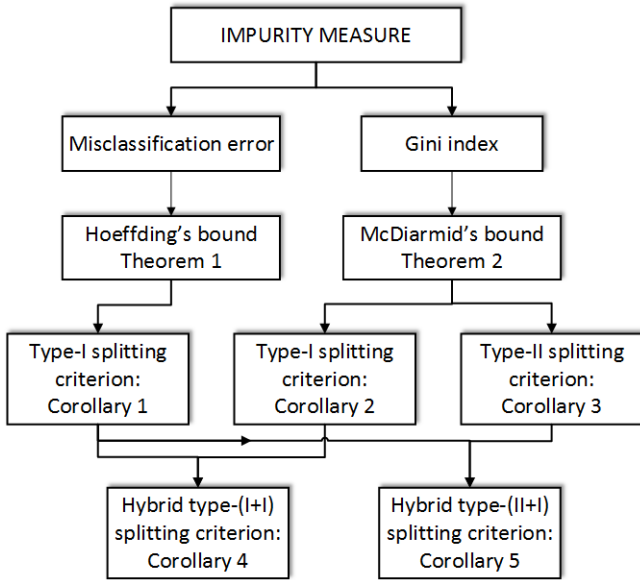 IMPURITY MEASURE
Misclassification error
Gini index
Hoeffding's bound
Theorem 1
McDiarmid's bound
Theorem 2
Type-I splitting
criterion:
Corollary 1
Type-I splitting
criterion:
Corollary 2
Type-II splitting
criterion:
Corollary 3
Hybrid type-(I+I)
splitting criterion:
Corollary 4
Hybrid type-(II+I)
splitting criterion:
Corollary 5